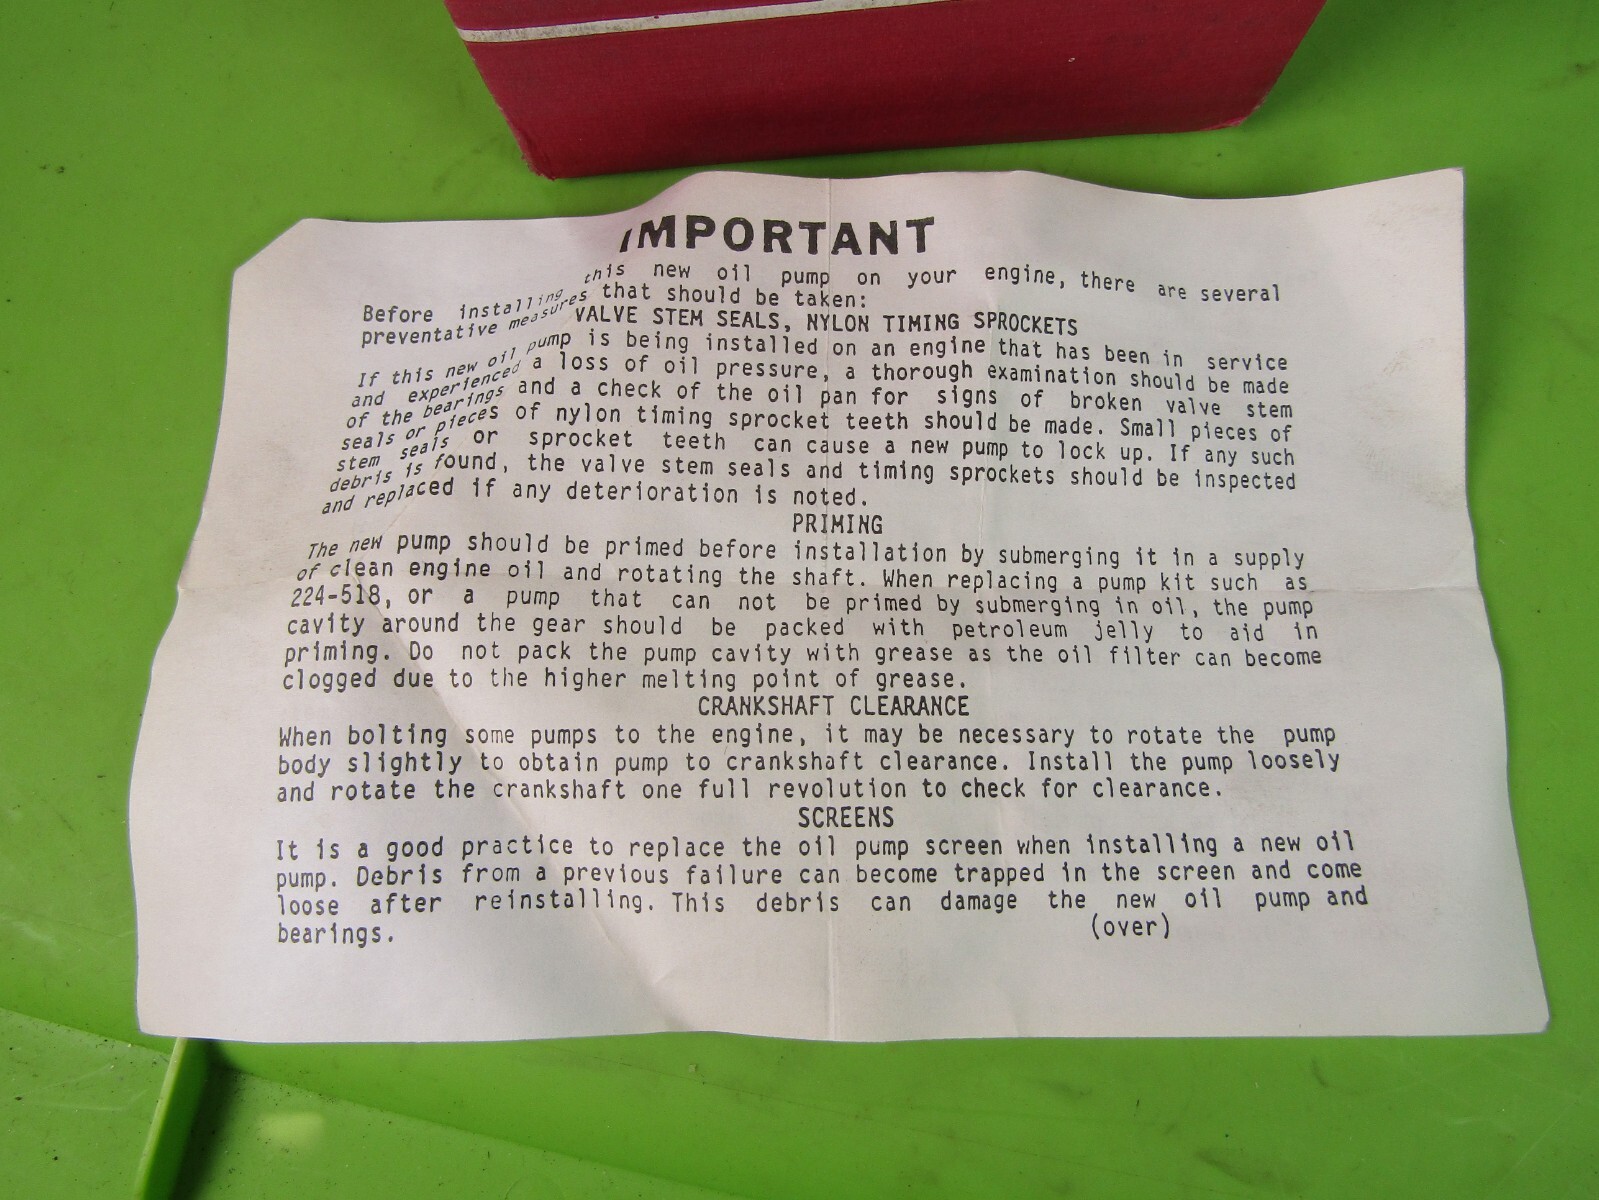 IMPORTANT
Before installing this new oil pump on your engine, there are several
preventative measures that should be taken:
VALVE STEM SEALS, NYLON TIMING SPROCKETS
If this new oil pump is being installed on an engine that has been in service
and experienced a loss of oil pressure, a thorough examination should be made
of the bearings and a check of the oil pan for signs of broken valve stem
seals or pieces of nylon timing sprocket teeth should be made. Small pieces of
stem seals or sprocket teeth can cause a new pump to lock up. If any such
debris is found, the valve stem seals and timing sprockets should be inspected
and replaced if any deterioration is noted.
PRIMING
The new pump should be primed before installation by submerging it in a supply
of clean engine oil and rotating the shaft. When replacing a pump kit such as
224-518, or a pump that can not be primed by submerging in oil, the pump
cavity around the gear should be packed with petroleum jelly to aid in
priming. Do not pack the pump cavity with grease as the oil filter can become
clogged due to the higher melting point of grease.
CRANKSHAFT CLEARANCE
When bolting some pumps to the engine, it may be necessary to rotate the pump
body slightly to obtain pump to crankshaft clearance. Install the pump loosely
and rotate the crankshaft one full revolution to check for clearance.
SCREENS
It is a good practice to replace the oil pump screen when installing a new oil
pump. Debris from a previous failure can become trapped in the screen and come
loose after reinstalling. This debris can damage the new oil pump and
bearings. (over)